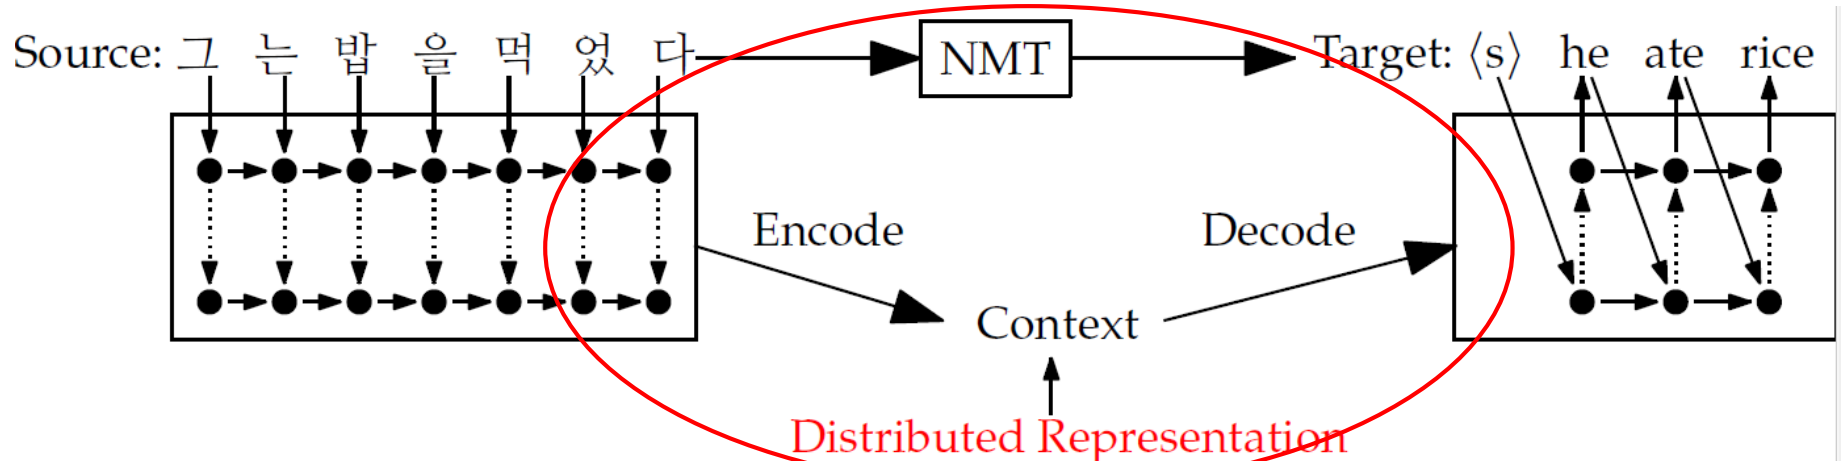 Source: 그 는 밥 을 먹 었 다 NMT Target: ⟨s⟩ he ate rice
Encode Decode
Context
Distributed Representation